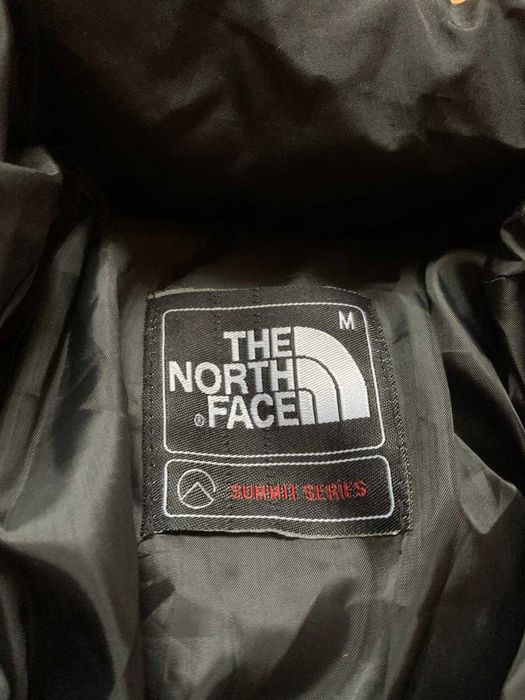 M
THE
NORTH
FACE
®
SUMMIT SERIES